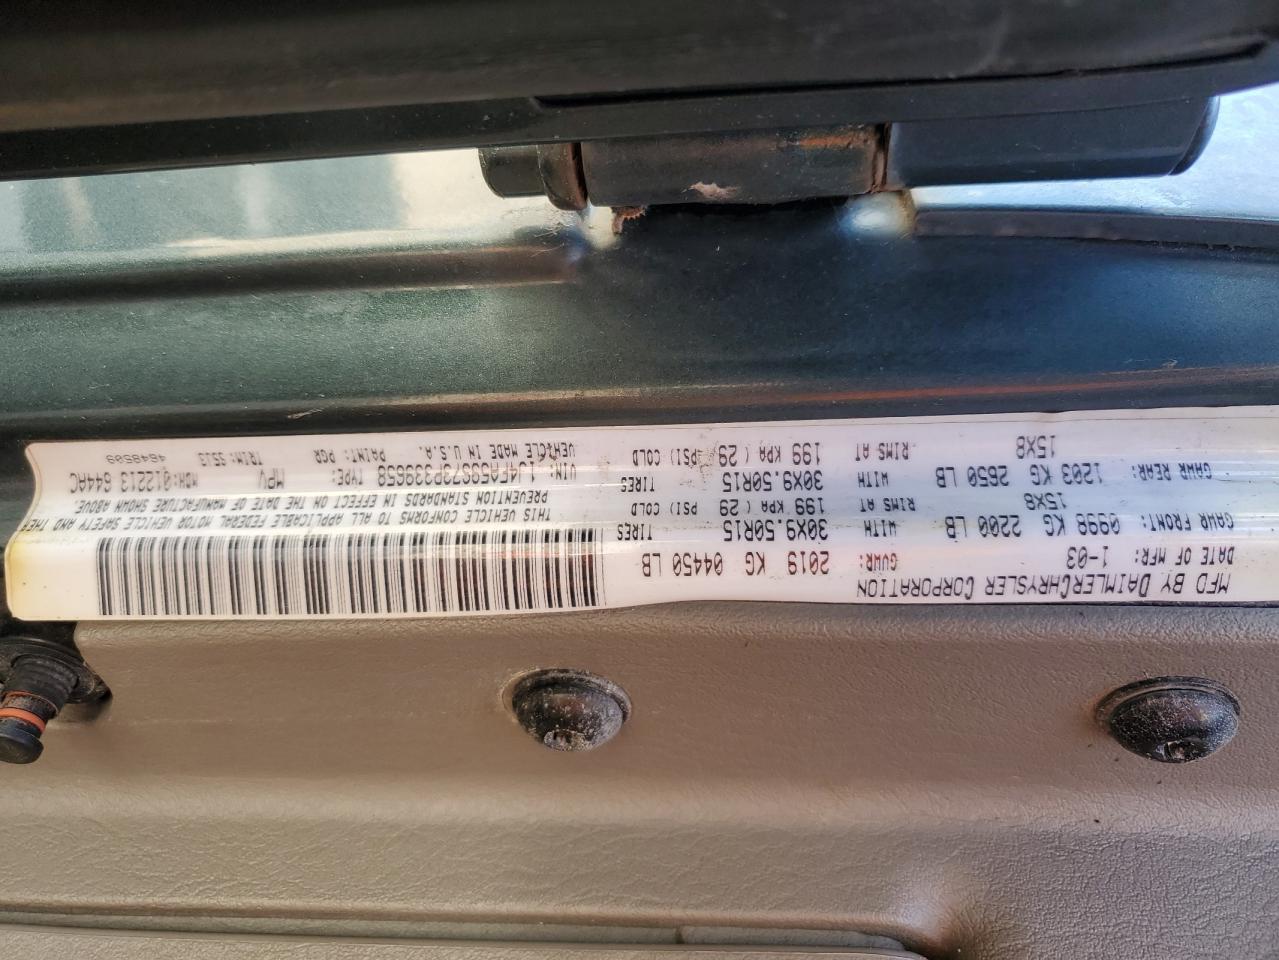 MFD BY DAIMLERCHRYSLER CORPORATION
DATE OF MFR: 1-03 GVWR: 2019 KG 04450 LB
GAWR FRONT: 0998 KG 2200 LB WITH TIRES 30X9.50R15
15X8 RIMS AT 199 KPA ( 29 PSI) COLD
GAWR REAR: 1203 KG 2650 LB WITH TIRES 30X9.50R15
15X8 RIMS AT 199 KPA ( 29 PSI) COLD
THIS VEHICLE CONFORMS TO ALL APPLICABLE FEDERAL MOTOR VEHICLE SAFETY AND THEFT
PREVENTION STANDARDS IN EFFECT ON THE DATE OF MANUFACTURE SHOWN ABOVE.
VIN: TYPE: MPV MDH: 012213 644AC
VEHICLE MADE IN U.S.A. PAINT: PGR TRIM: S5L3 4648509